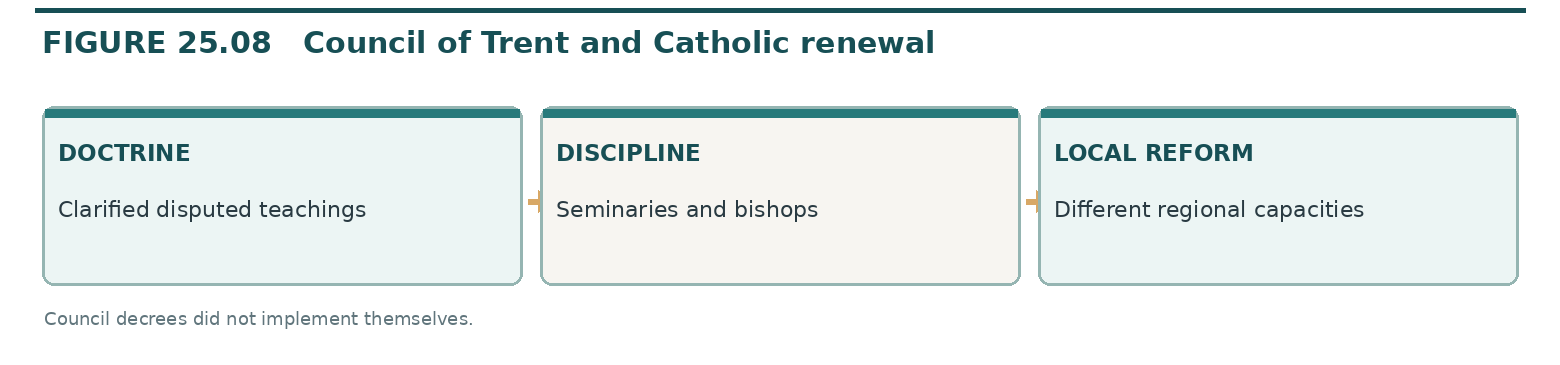 FIGURE 25.08 Council of Trent and Catholic renewal
DOCTRINE
Clarified disputed teachings
DISCIPLINE
Seminaries and bishops
LOCAL REFORM
Different regional capacities
Council decrees did not implement themselves.